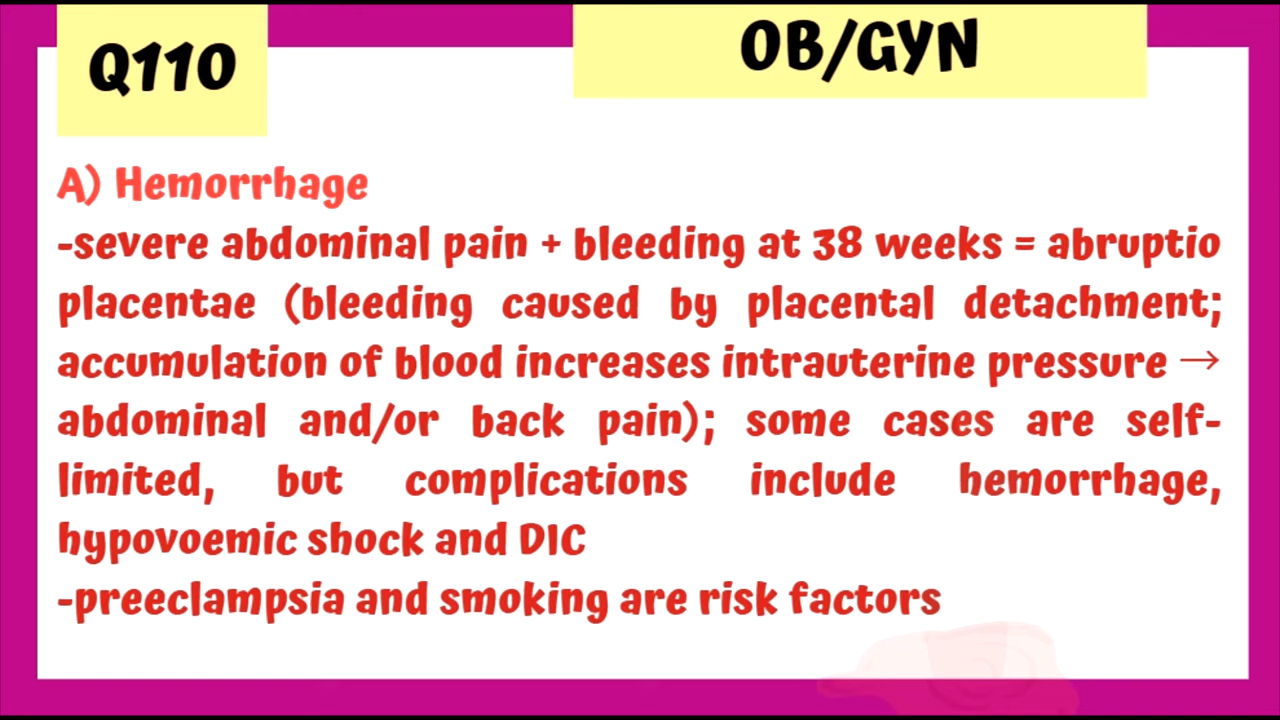 Q110
OB/GYN
A) Hemorrhage
-severe abdominal pain + bleeding at 38 weeks = abruptio
placentae (bleeding caused by placental detachment;
accumulation of blood increases intrauterine pressure →
abdominal and/or back pain); some cases are self-
limited, but complications include hemorrhage,
hypovoemic shock and DIC
-preeclampsia and smoking are risk factors